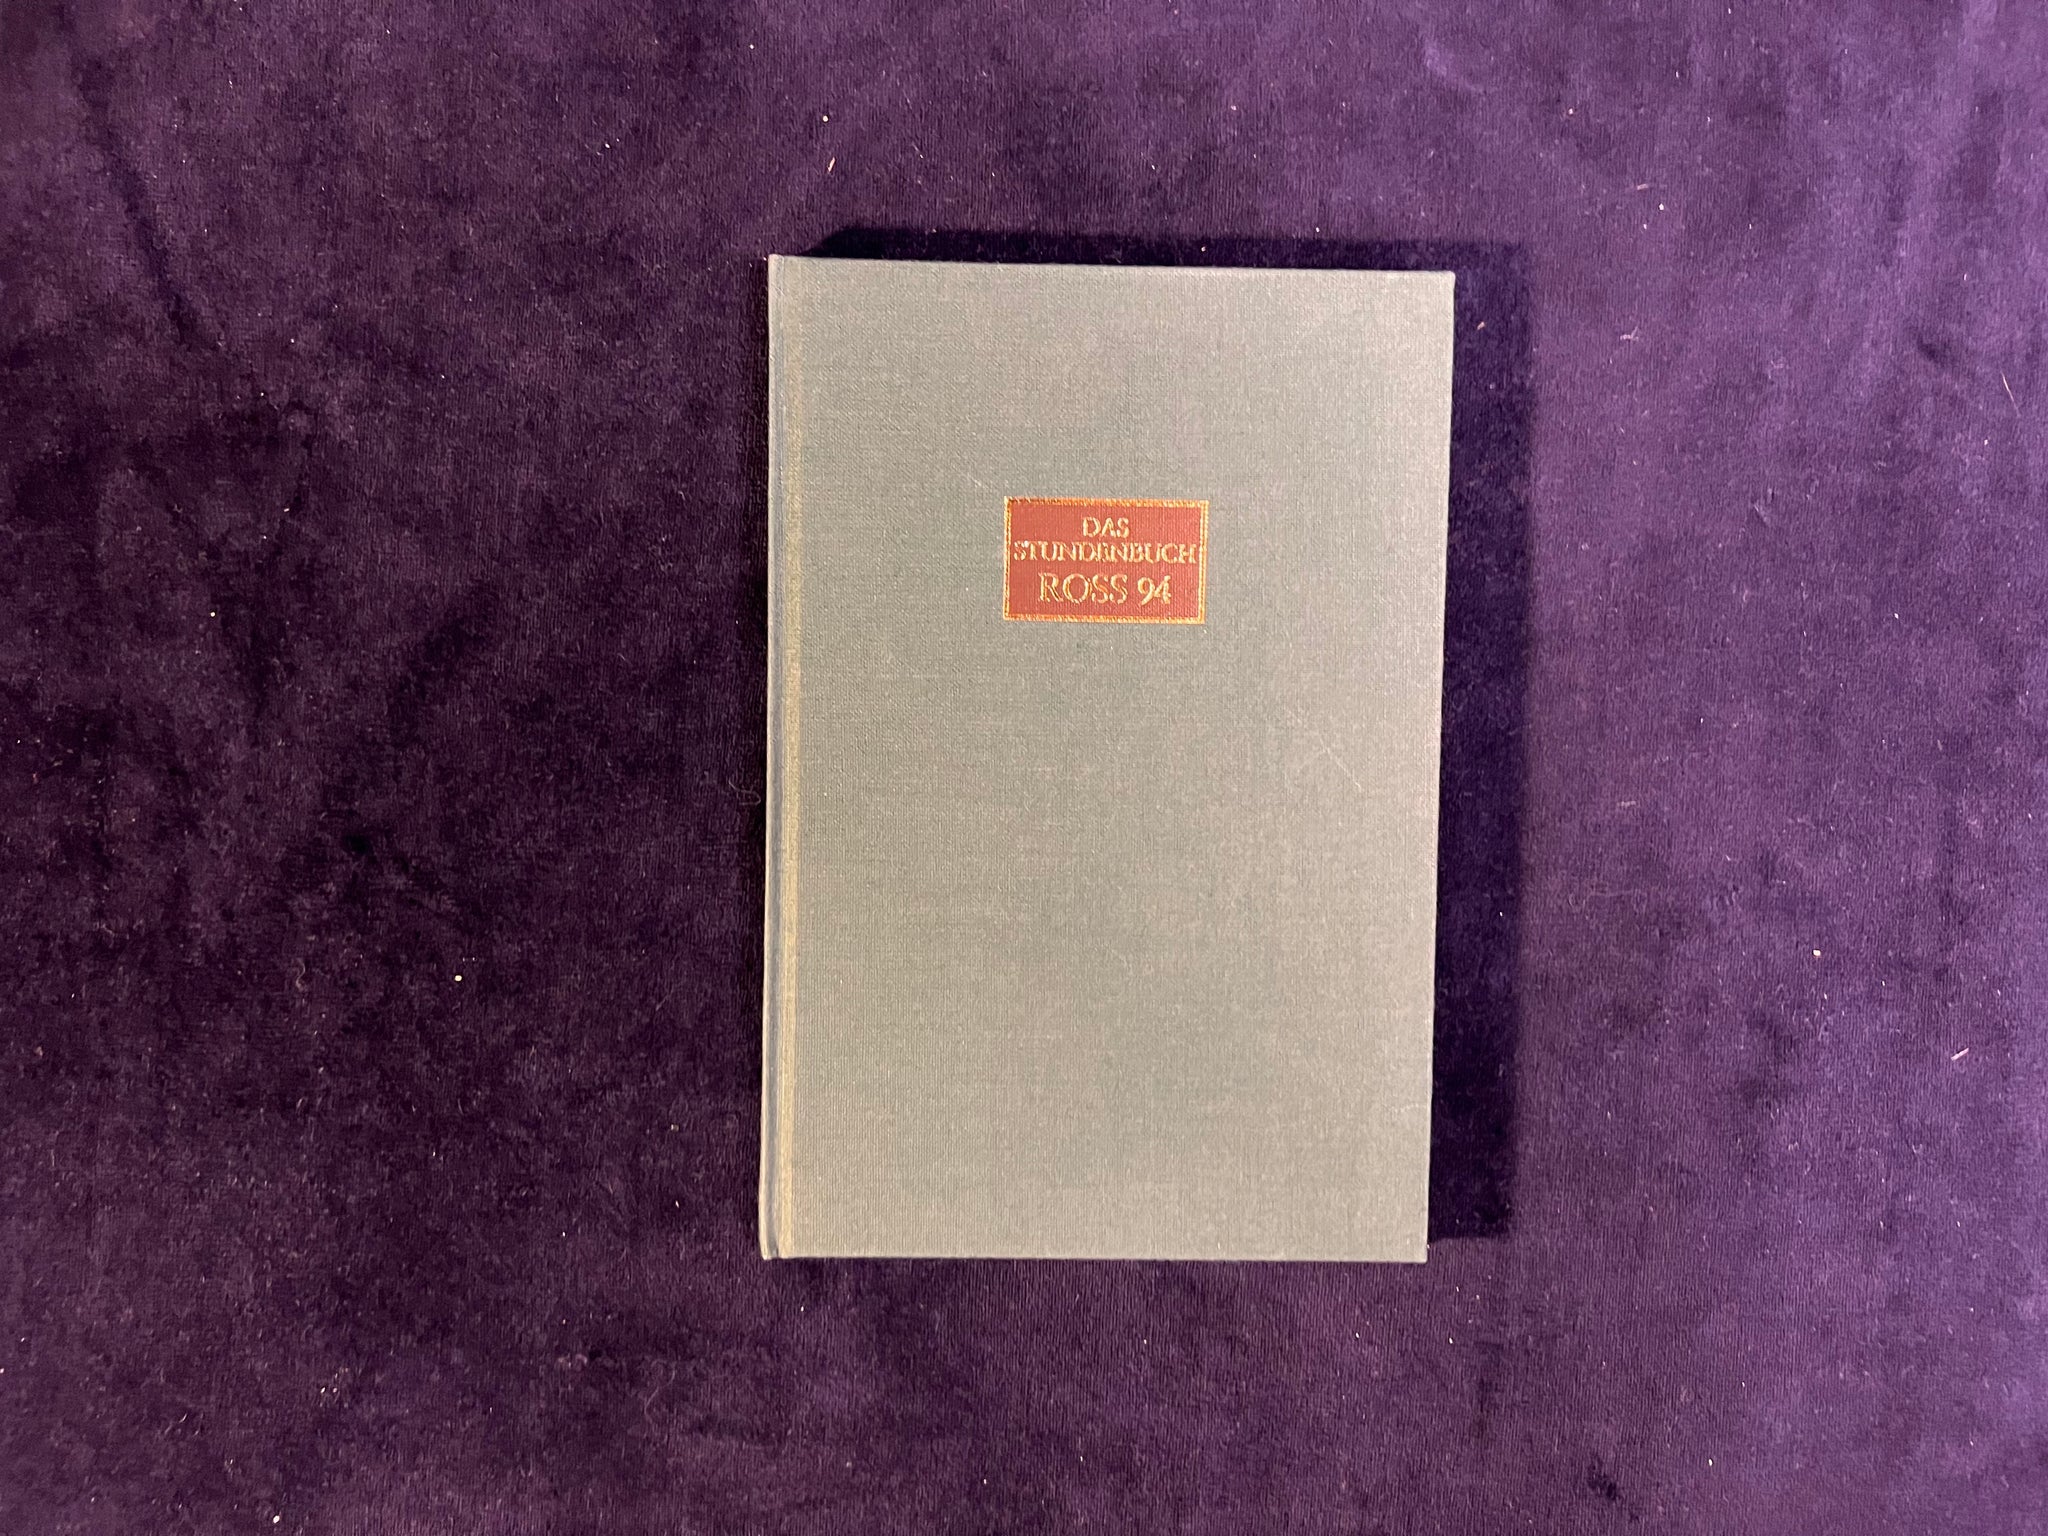 DAS
STUNDENBUCH
ROSS 94